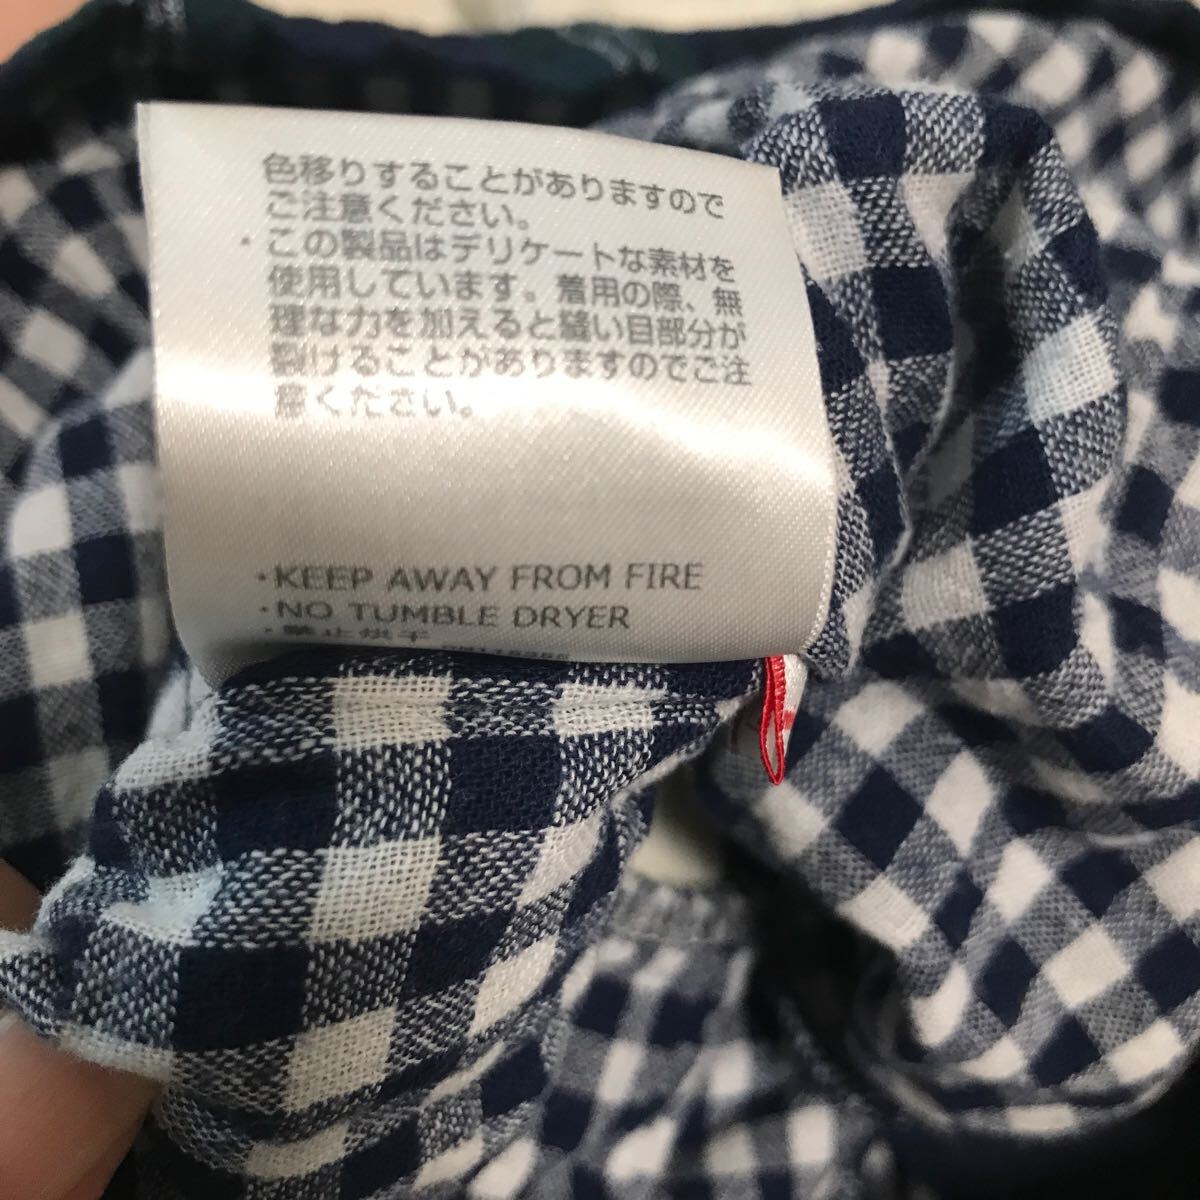 色移りすることがありますので
ご注意ください。
・この製品はデリケートな素材を
使用しています。着用の際、無
理な力を加えると縫い目部分が
裂けることがありますのでご注
意ください。
・KEEP AWAY FROM FIRE
・NO TUMBLE DRYER
・禁止烘干